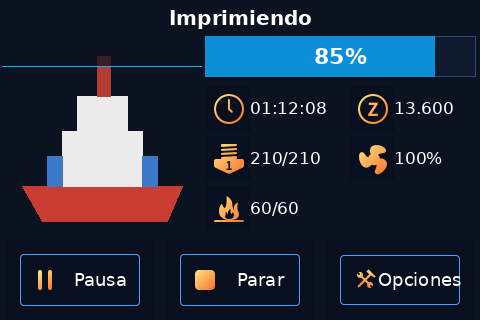 Imprimiendo
85%
01:12:08
Z 13.600
1 210/210
100%
60/60
Pausa
Parar
Opciones